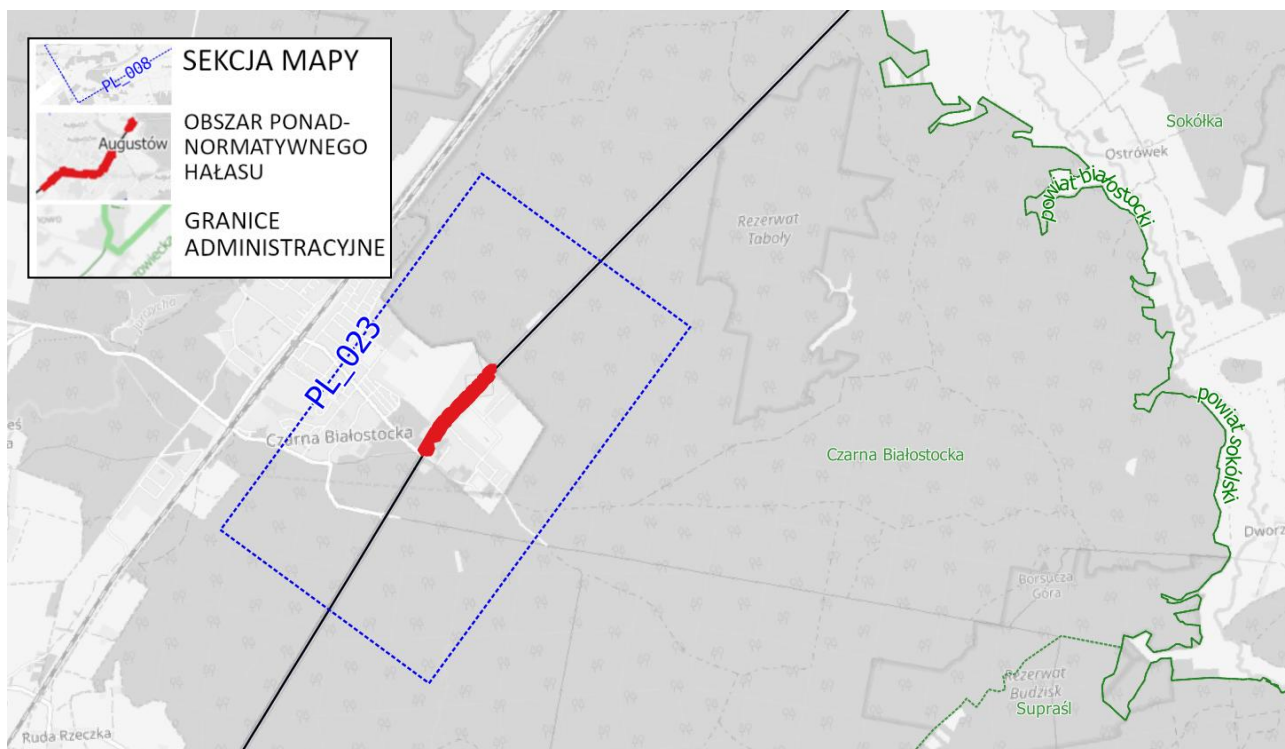 PL_008
SEKCJA MAPY
Augustów
OBSZAR PONAD-
NORMATYWNEGO
HAŁASU
GRANICE
ADMINISTRACYJNE
Sokółka
Ostrówek
powiat białostocki
Rezerwat
Taboły
PL_023
Czarna Białostocka
Czarna Białostocka
powiat sokólski
Borsucza
Góra
Rezerwat
Budzisk
Supraśl
Ruda Rzeczka